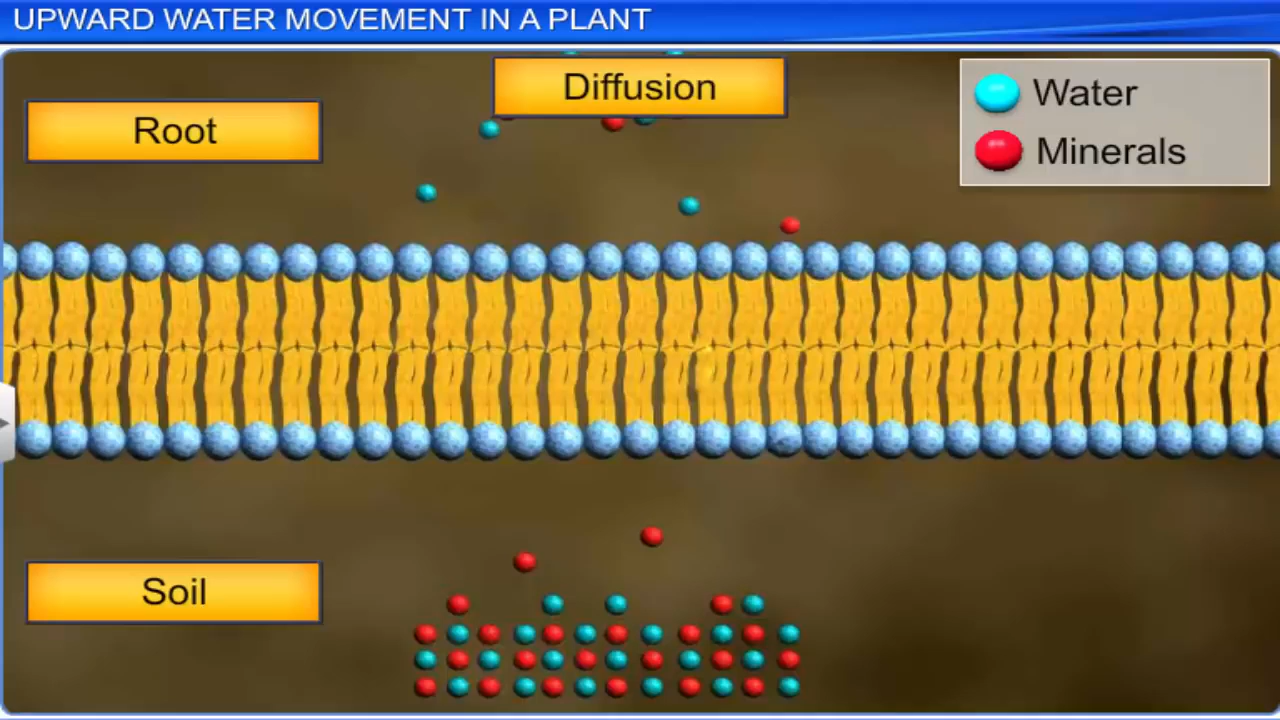 UPWARD WATER MOVEMENT IN A PLANT
Diffusion
Root
Water
Minerals
Soil